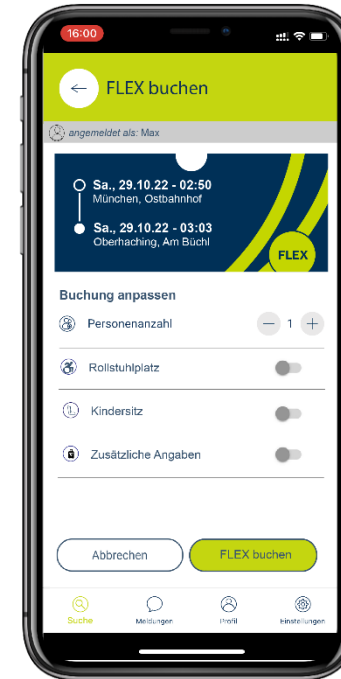 16:00
FLEX buchen
angemeldet als: Max
Sa., 29.10.22 - 02:50
München, Ostbahnhof
Sa., 29.10.22 - 03:03
Oberhaching, Am Büchl
FLEX
Buchung anpassen
Personenanzahl 1
Rollstuhlplatz
Kindersitz
Zusätzliche Angaben
Abbrechen FLEX buchen
Suche Meldungen Profil Einstellungen